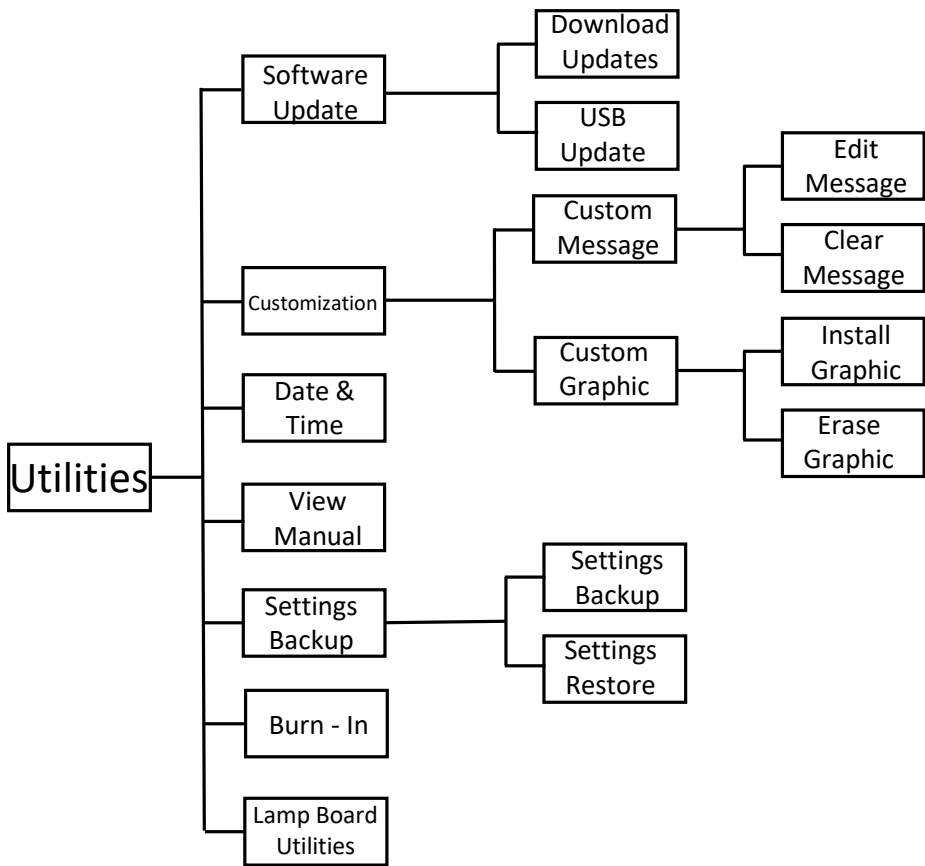 Download
Updates
Software
Update
USB
Update
Edit
Message
Custom
Message
Clear
Message
Customization
Install
Graphic
Custom
Graphic
Date &
Time
Erase
Graphic
Utilities
View
Manual
Settings
Backup
Settings
Backup
Settings
Restore
Burn - In
Lamp Board
Utilities